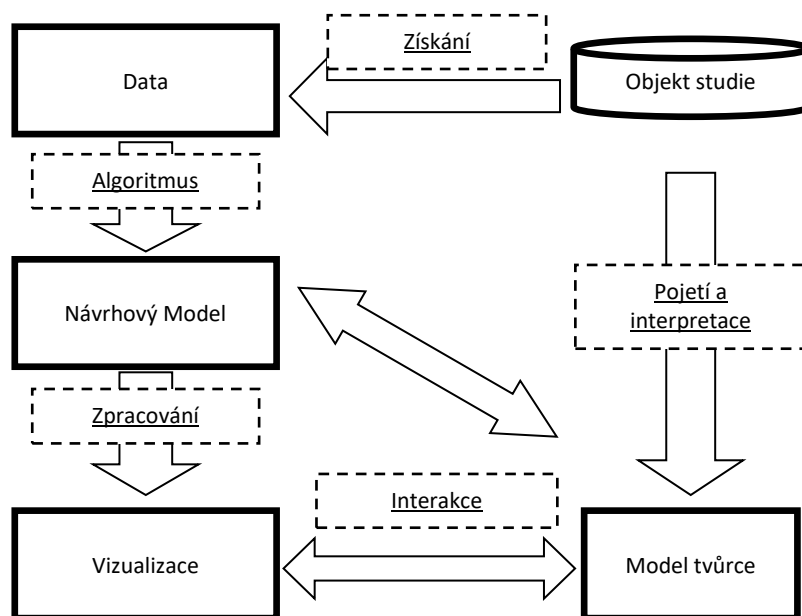 Získání
Data
Objekt studie
Algoritmus
Návrhový Model
Pojetí a
interpretace
Zpracování
Interakce
Vizualizace
Model tvůrce